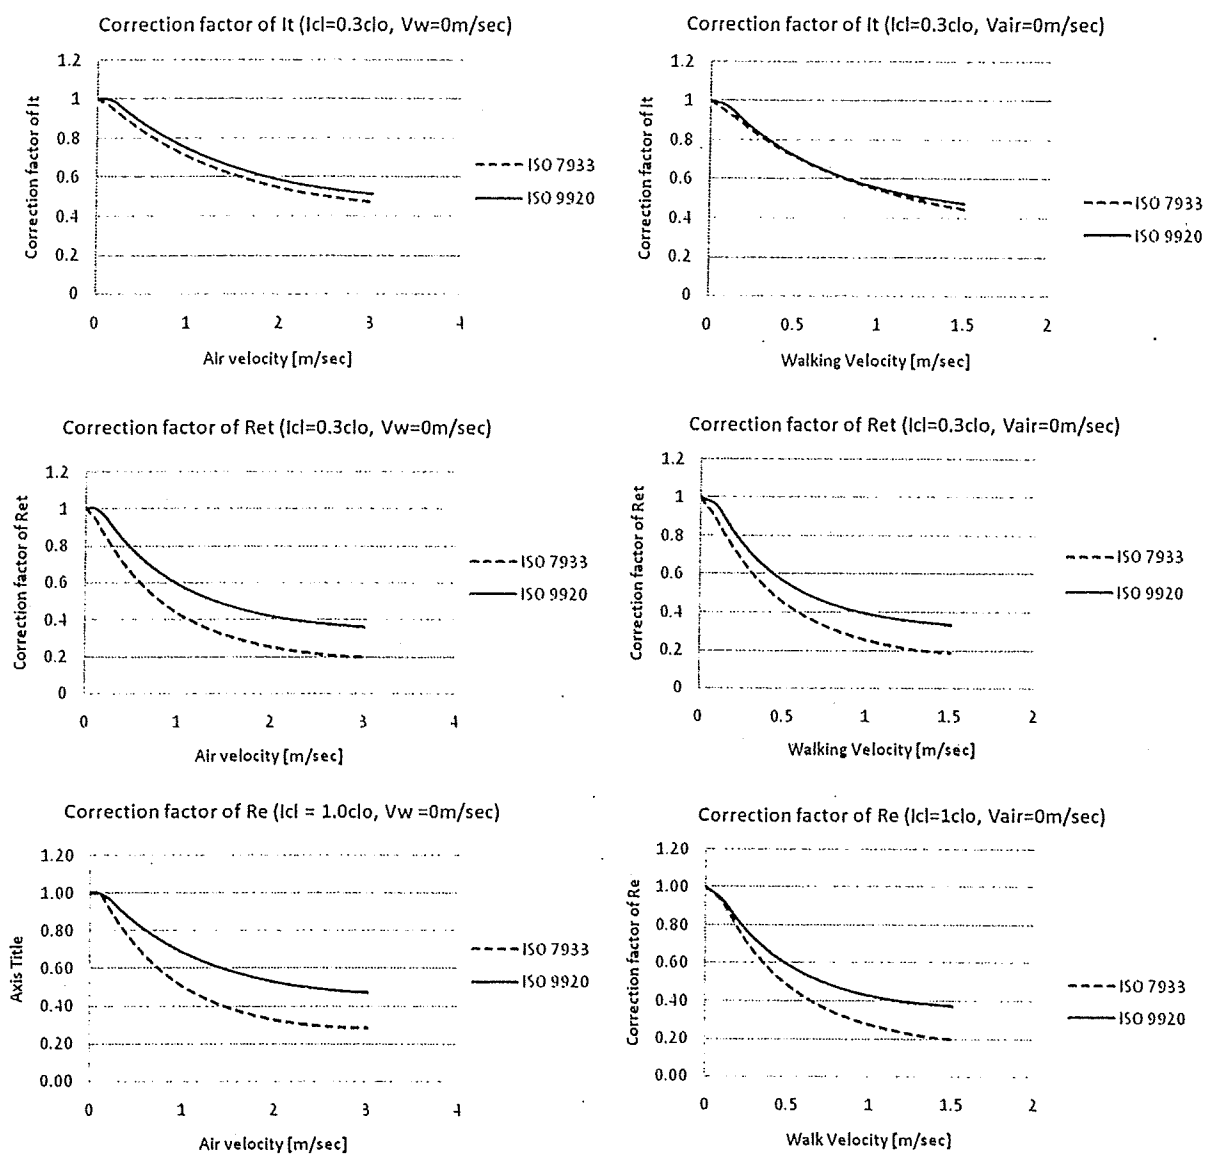 Correction factor of It (Icl=0.3clo, Vw=0m/sec)
1.2
1
0.8
0.6
0.4
0.2
0
Correction factor of It
0
1
2
3
4
Air velocity [m/sec]
ISO 7933
ISO 9920
Correction factor of It (Icl=0.3clo, Vair=0m/sec)
1.2
1
0.8
0.6
0.4
0.2
0
Correction factor of It
0
0.5
1
1.5
2
Walking Velocity [m/sec]
ISO 7933
ISO 9920
Correction factor of Ret (Icl=0.3clo, Vw=0m/sec)
1.2
1
0.8
0.6
0.4
0.2
0
Correction factor of Ret
0
1
2
3
4
Air velocity [m/sec]
ISO 7933
ISO 9920
Correction factor of Ret (Icl=0.3clo, Vair=0m/sec)
1.2
1
0.8
0.6
0.4
0.2
0
Correction factor of Ret
0
0.5
1
1.5
2
Walking Velocity [m/sec]
ISO 7933
ISO 9920
Correction factor of Re (Icl = 1.0clo, Vw =0m/sec)
1.20
1.00
0.80
0.60
0.40
0.20
0.00
Axis Title
0
1
2
3
4
Air velocity [m/sec]
ISO 7933
ISO 9920
Correction factor of Re (Icl=1clo, Vair=0m/sec)
1.20
1.00
0.80
0.60
0.40
0.20
0.00
Correction factor of Re
0
0.5
1
1.5
2
Walk Velocity [m/sec]
ISO 7933
ISO 9920